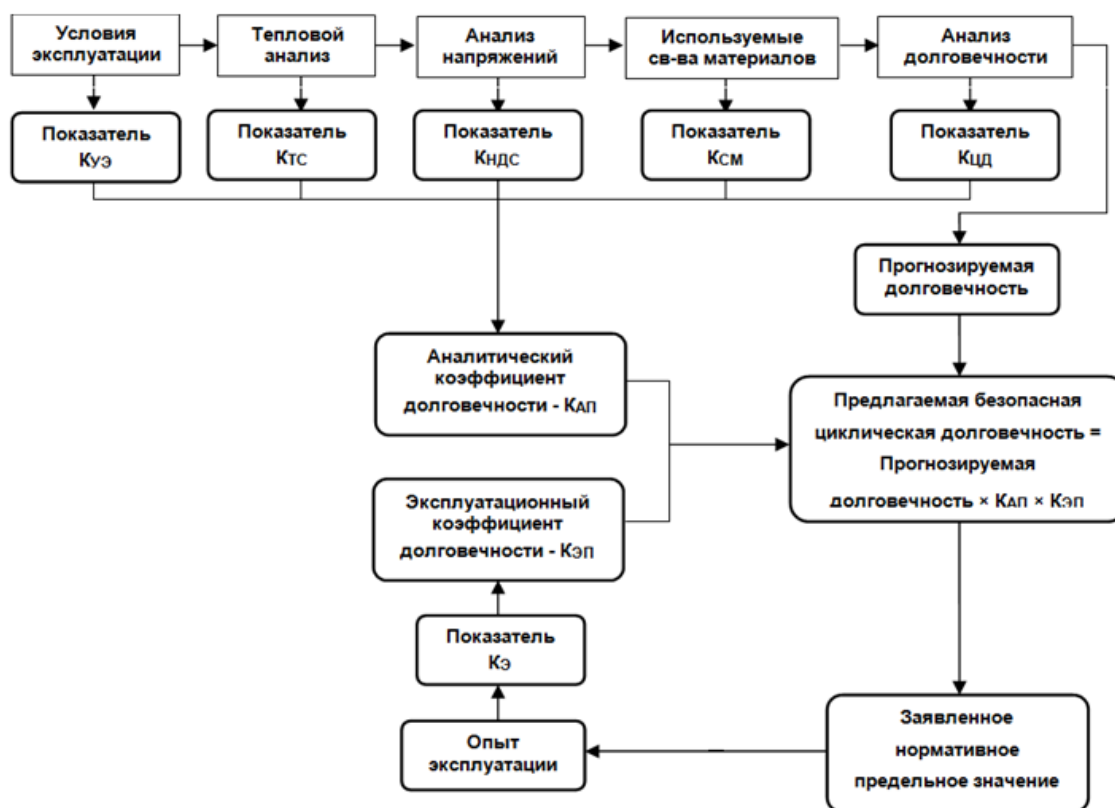 Условия
эксплуатации
Тепловой
анализ
Анализ
напряжений
Используемые
св-ва материалов
Анализ
долговечности
Показатель
КУЭ
Показатель
КТС
Показатель
КНДС
Показатель
КСМ
Показатель
КЦД
Прогнозируемая
долговечность
Аналитический
коэффициент
долговечности - КАП
Предлагаемая безопасная
циклическая долговечность =
Прогнозируемая
долговечность × КАП × КЭП
Эксплуатационный
коэффициент
долговечности - КЭП
Показатель
КЭ
Опыт
эксплуатации
Заявленное
нормативное
предельное значение